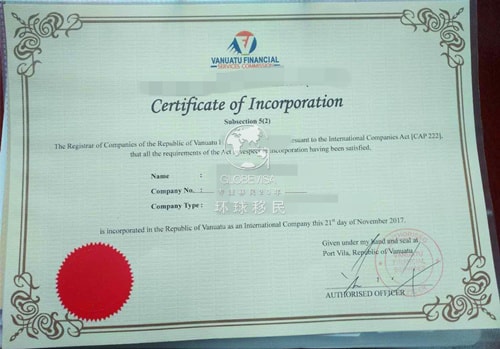 VANUATU FINANCIAL
SERVICES COMMISSION
Certificate of Incorporation
Subsection 5(2)
The Registrar of Companies of the Republic of Vanuatu pursuant to the International Companies Act [CAP 222],
that all the requirements of the Act respect incorporation having been satisfied,
Name :
Company No. :
Company Type :
GLOBEVISA
环球移民
is incorporated in the Republic of Vanuatu as an International Company this 21st day of November 2017.
Given under my hand and seal at
Port Vila, Republic of Vanuatu.
AUTHORISED OFFICER